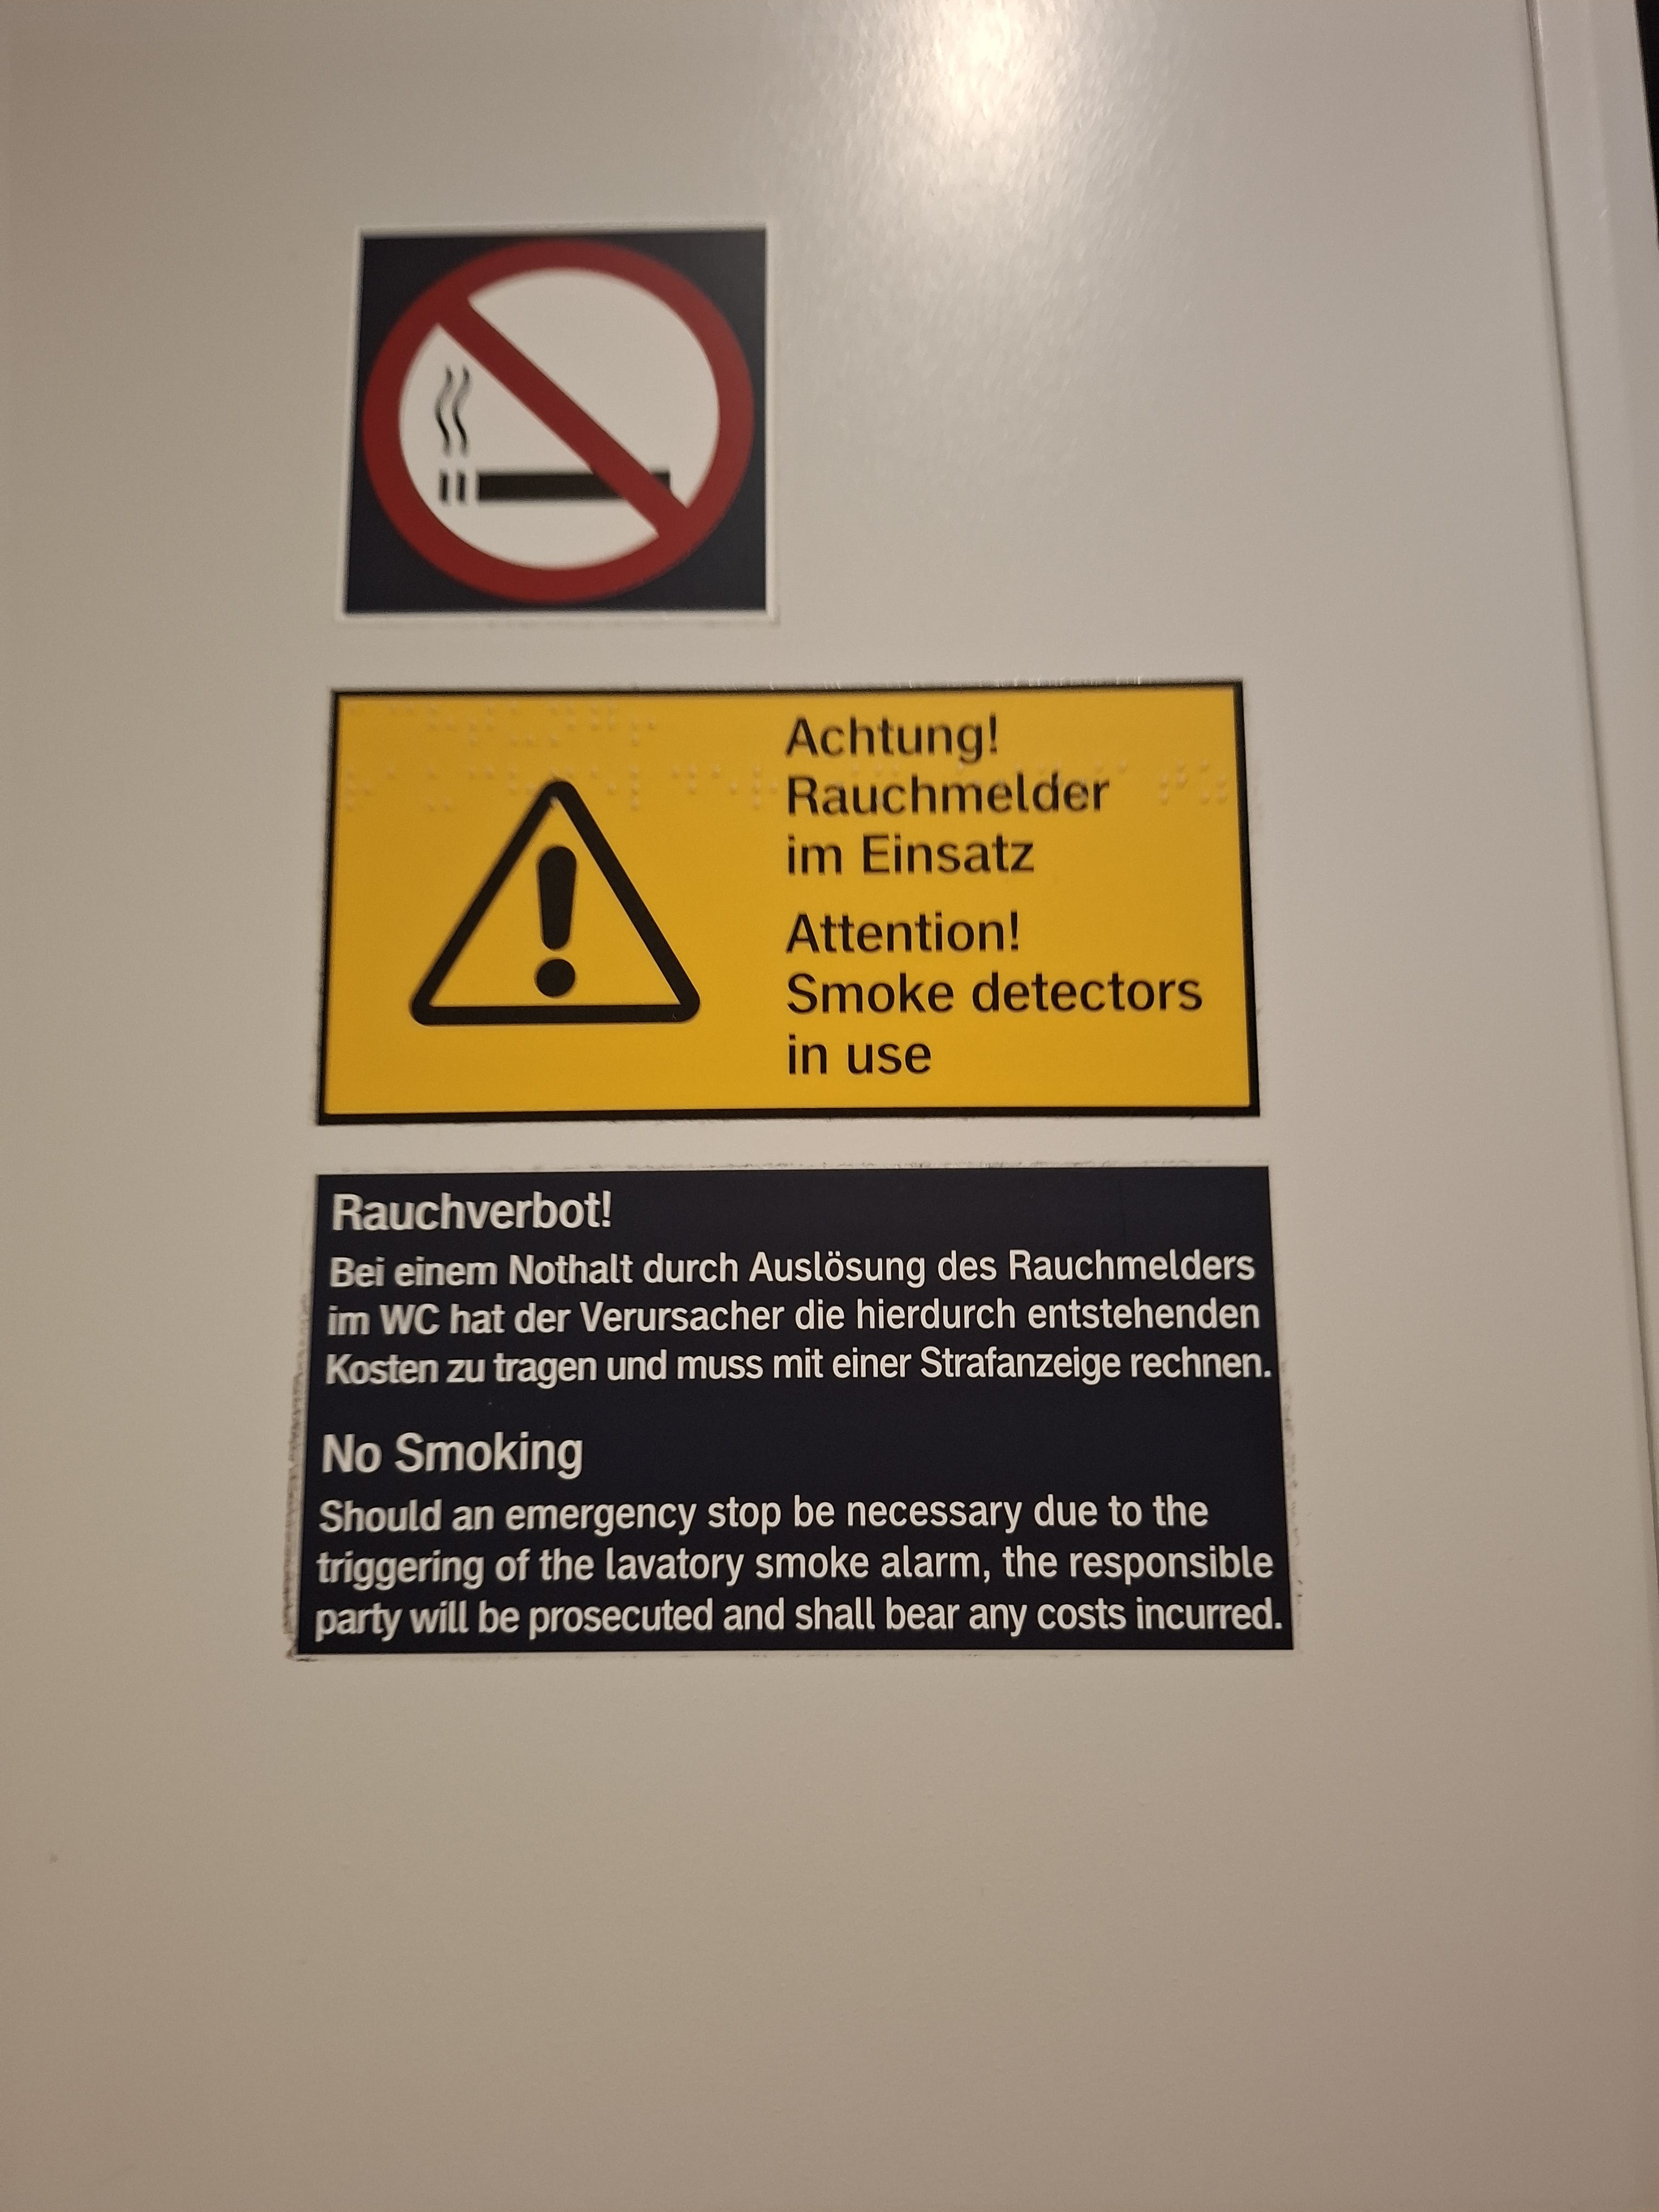 Achtung!
Rauchmelder
im Einsatz
Attention!
Smoke detectors
in use
Rauchverbot!
Bei einem Nothalt durch Auslösung des Rauchmelders
im WC hat der Verursacher die hierdurch entstehenden
Kosten zu tragen und muss mit einer Strafanzeige rechnen.
No Smoking
Should an emergency stop be necessary due to the
triggering of the lavatory smoke alarm, the responsible
party will be prosecuted and shall bear any costs incurred.